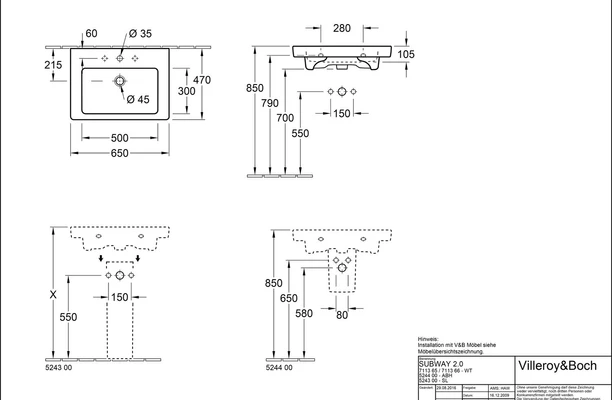 60
Ø 35
215
470
300
Ø 45
500
650
280
105
850
790
700
550
150
X
550
150
5243 00
850
650
580
80
5244 00
Hinweis:
Installation mit V&B Möbel siehe
Möbelübersichtszeichnung.
SUBWAY 2.0
7113 65 / 7113 66 - WT
5244 00 - ABH
5243 00 - SL
Villeroy&Boch
29.08.2014
16.12.2009